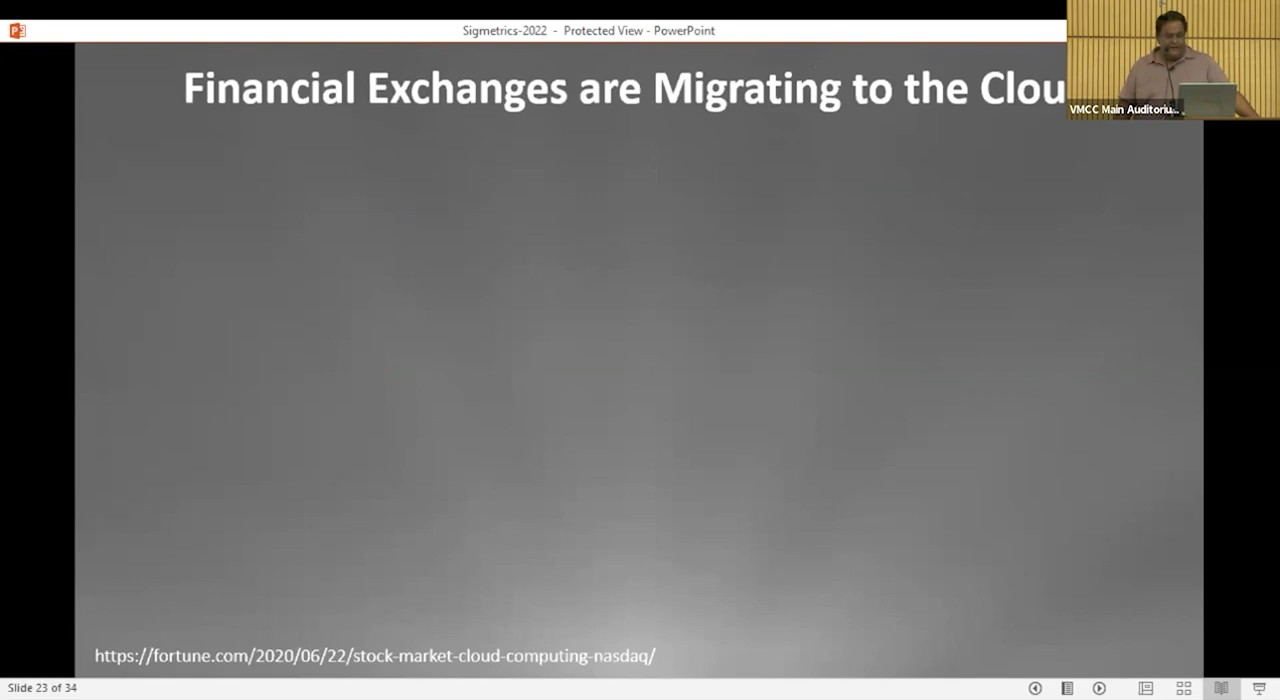 Sigmetrics-2022 - Protected View - PowerPoint
Financial Exchanges are Migrating to the Clou
VMCC Main Auditoriu...
https://fortune.com/2020/06/22/stock-market-cloud-computing-nasdaq/
Slide 23 of 34